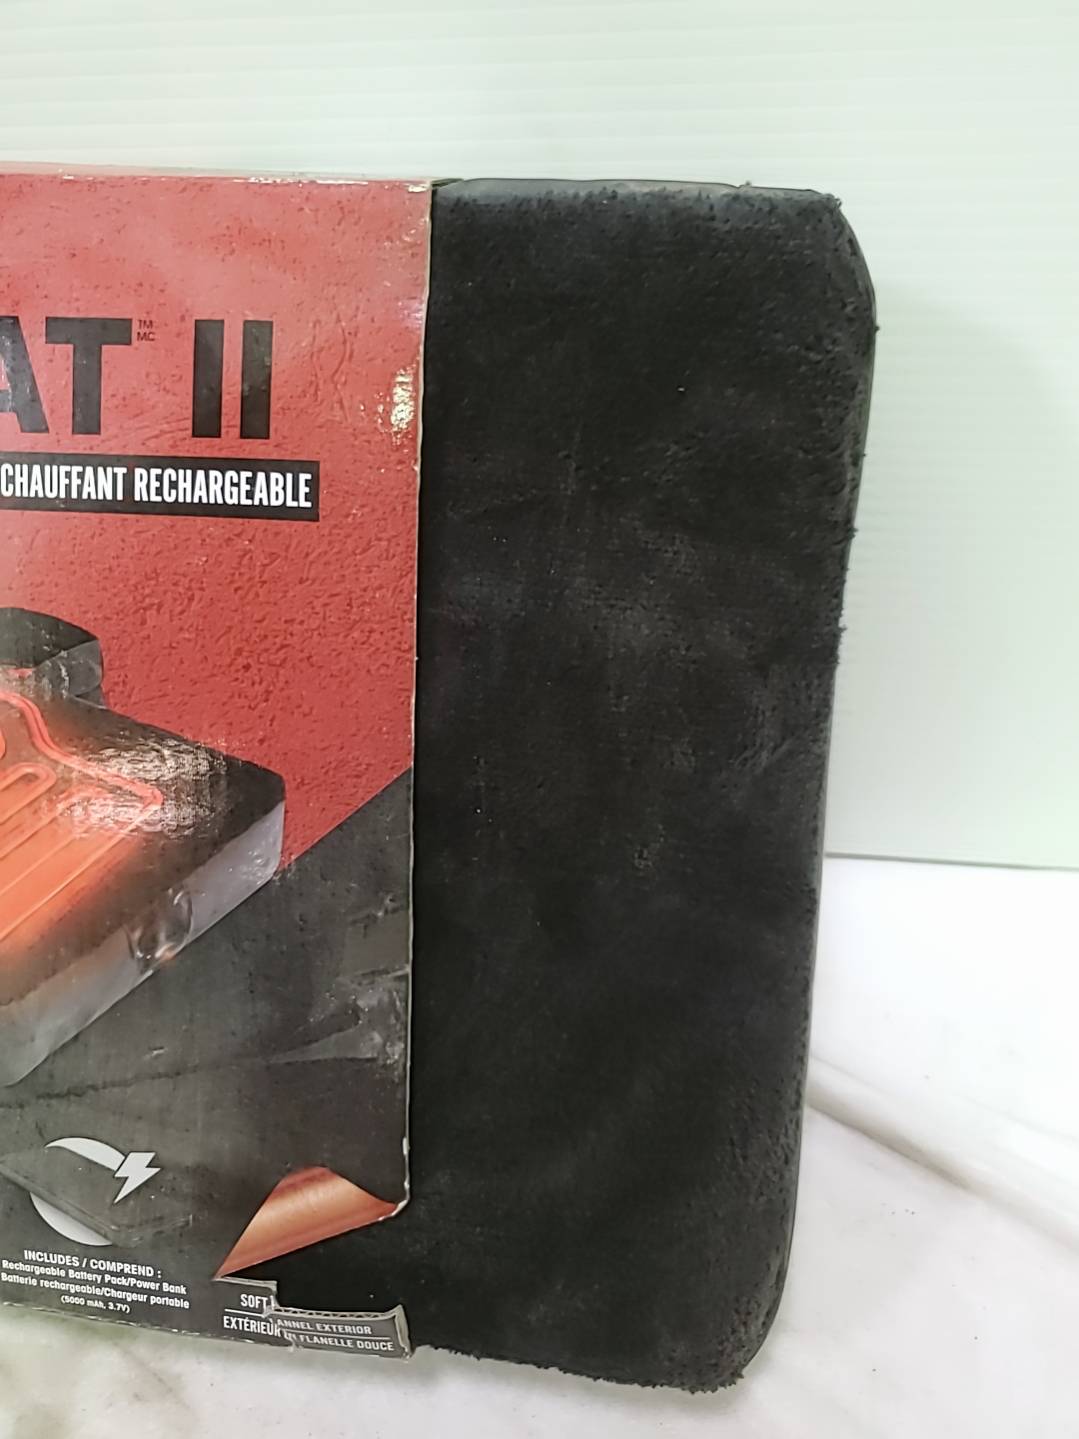 AT II
TM
MC
CHAUFFANT RECHARGEABLE
INCLUDES / COMPREND :
Rechargeable Battery Pack/Power Bank
Batterie rechargeable/Chargeur portable
(5000 mAh, 3.7V)
SOFT ANNEL EXTERIOR
EXTÉRIEUR FLANELLE DOUCE